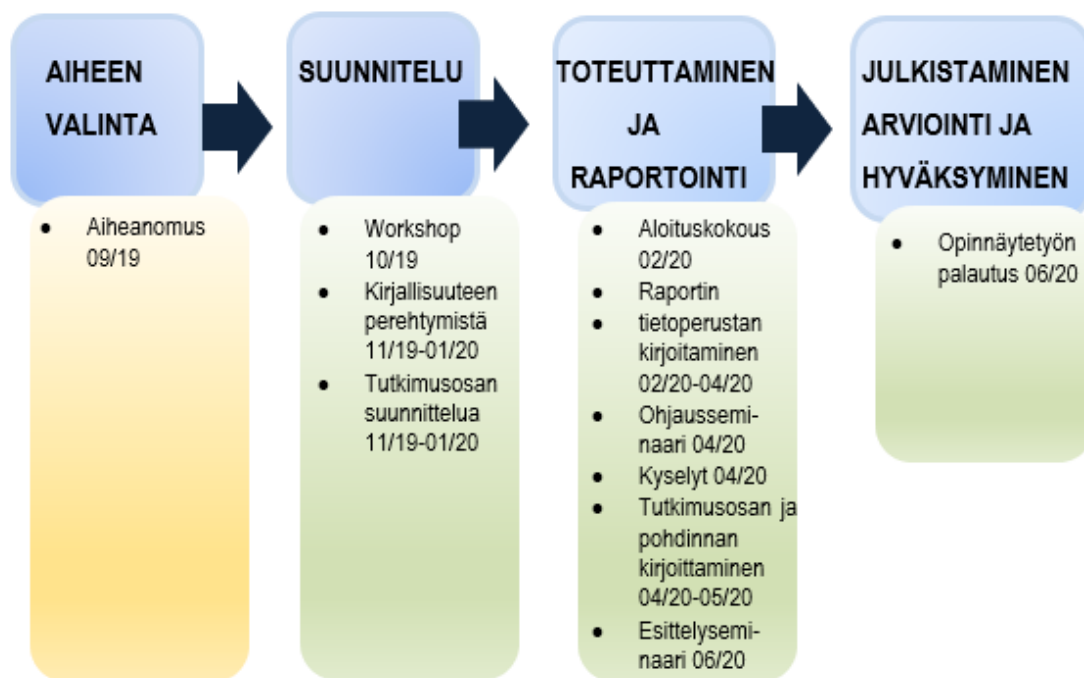 AIHEEN
VALINTA
• Aiheanomus
09/19
SUUNNITELU
• Workshop
10/19
• Kirjallisuuteen
perehtymistä
11/19-01/20
• Tutkimusosan
suunnittelua
11/19-01/20
TOTEUTTAMINEN
JA
RAPORTOINTI
• Aloituskokous
02/20
• Raportin
• tietoperustan
kirjoitaminen
02/20-04/20
• Ohjaussemi-
naari 04/20
• Kyselyt 04/20
• Tutkimusosan ja
pohdinnan
kirjoittaminen
04/20-05/20
• Esittelysemi-
naari 06/20
JULKISTAMINEN
ARVIOINTI JA
HYVÄKSYMINEN
• Opinnäytetyön
palautus 06/20